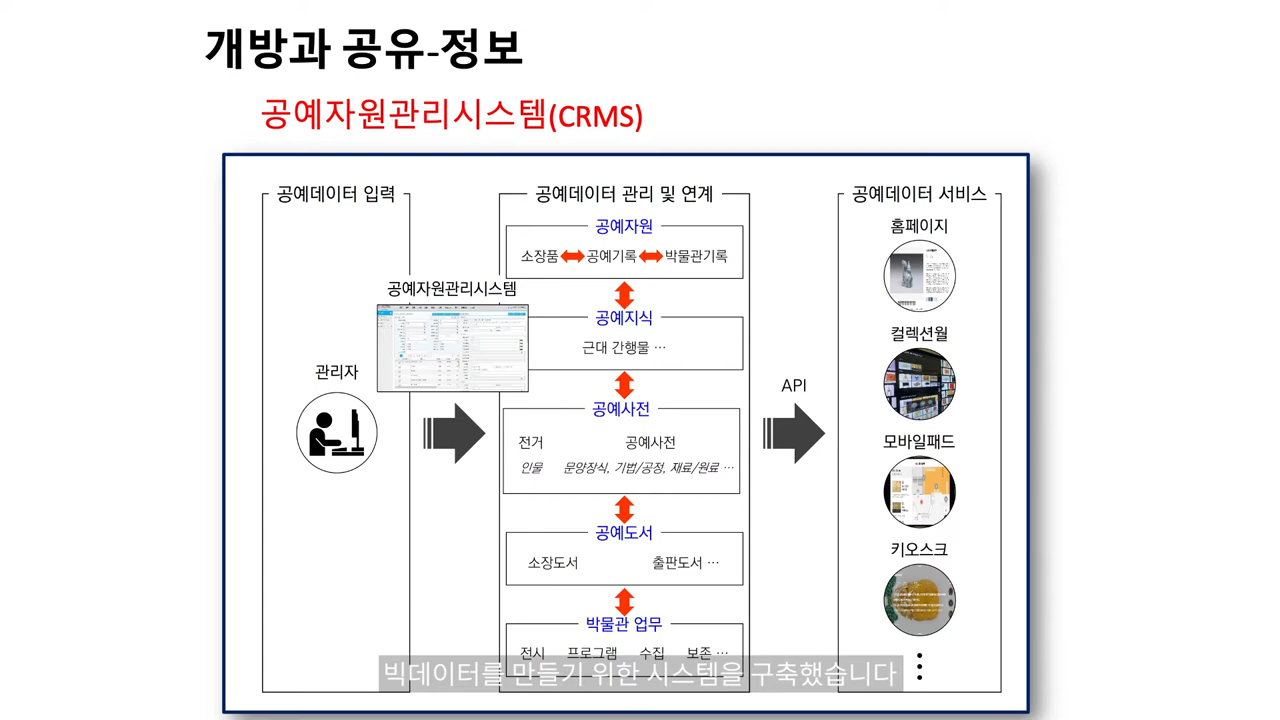 개방과 공유-정보
공예자원관리시스템(CRMS)
공예데이터 입력
공예자원관리시스템
관리자
공예데이터 관리 및 연계
공예자원
소장품 공예기록 박물관기록
공예지식
근대 간행물 …
공예사전
전거 공예사전
인물 문양장식, 기법/공정, 재료/원료 …
공예도서
소장도서 출판도서 …
박물관 업무
전시 프로그램 수집 보존 …
API
공예데이터 서비스
홈페이지
컬렉션월
모바일패드
키오스크
빅데이터를 만들기 위한 시스템을 구축했습니다